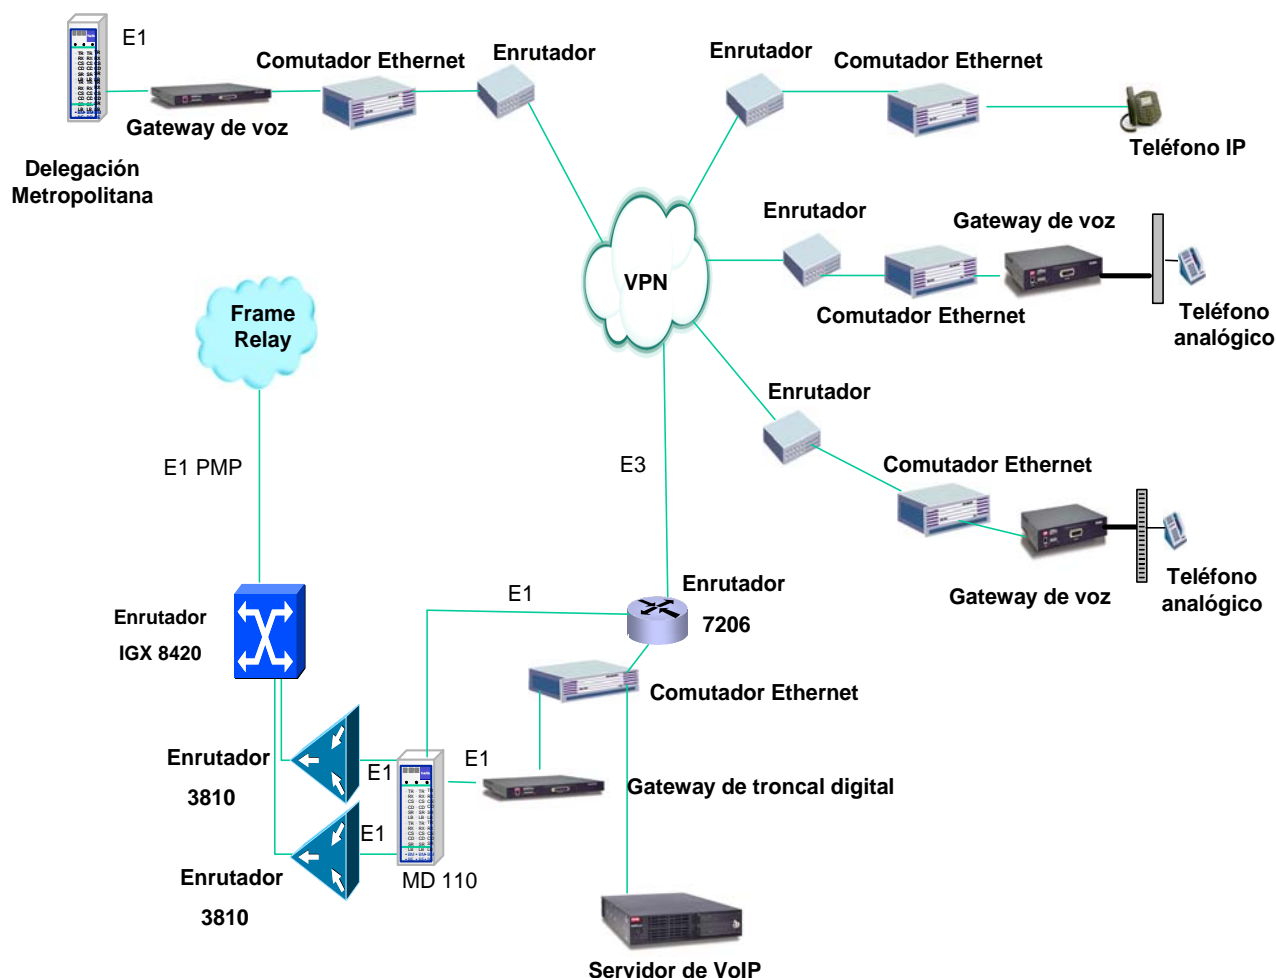 E1
Comutador Ethernet
Enrutador
Enrutador
Comutador Ethernet
Gateway de voz
Delegación
Metropolitana
Teléfono IP
Enrutador
Gateway de voz
VPN
Comutador Ethernet
Teléfono
analógico
Frame
Relay
Enrutador
E1 PMP
E3
Comutador Ethernet
Enrutador
IGX 8420
E1
Enrutador
7206
Gateway de voz
Teléfono
analógico
Comutador Ethernet
Enrutador
3810
E1
E1
Gateway de troncal digital
E1
Enrutador
3810
MD 110
Servidor de VoIP